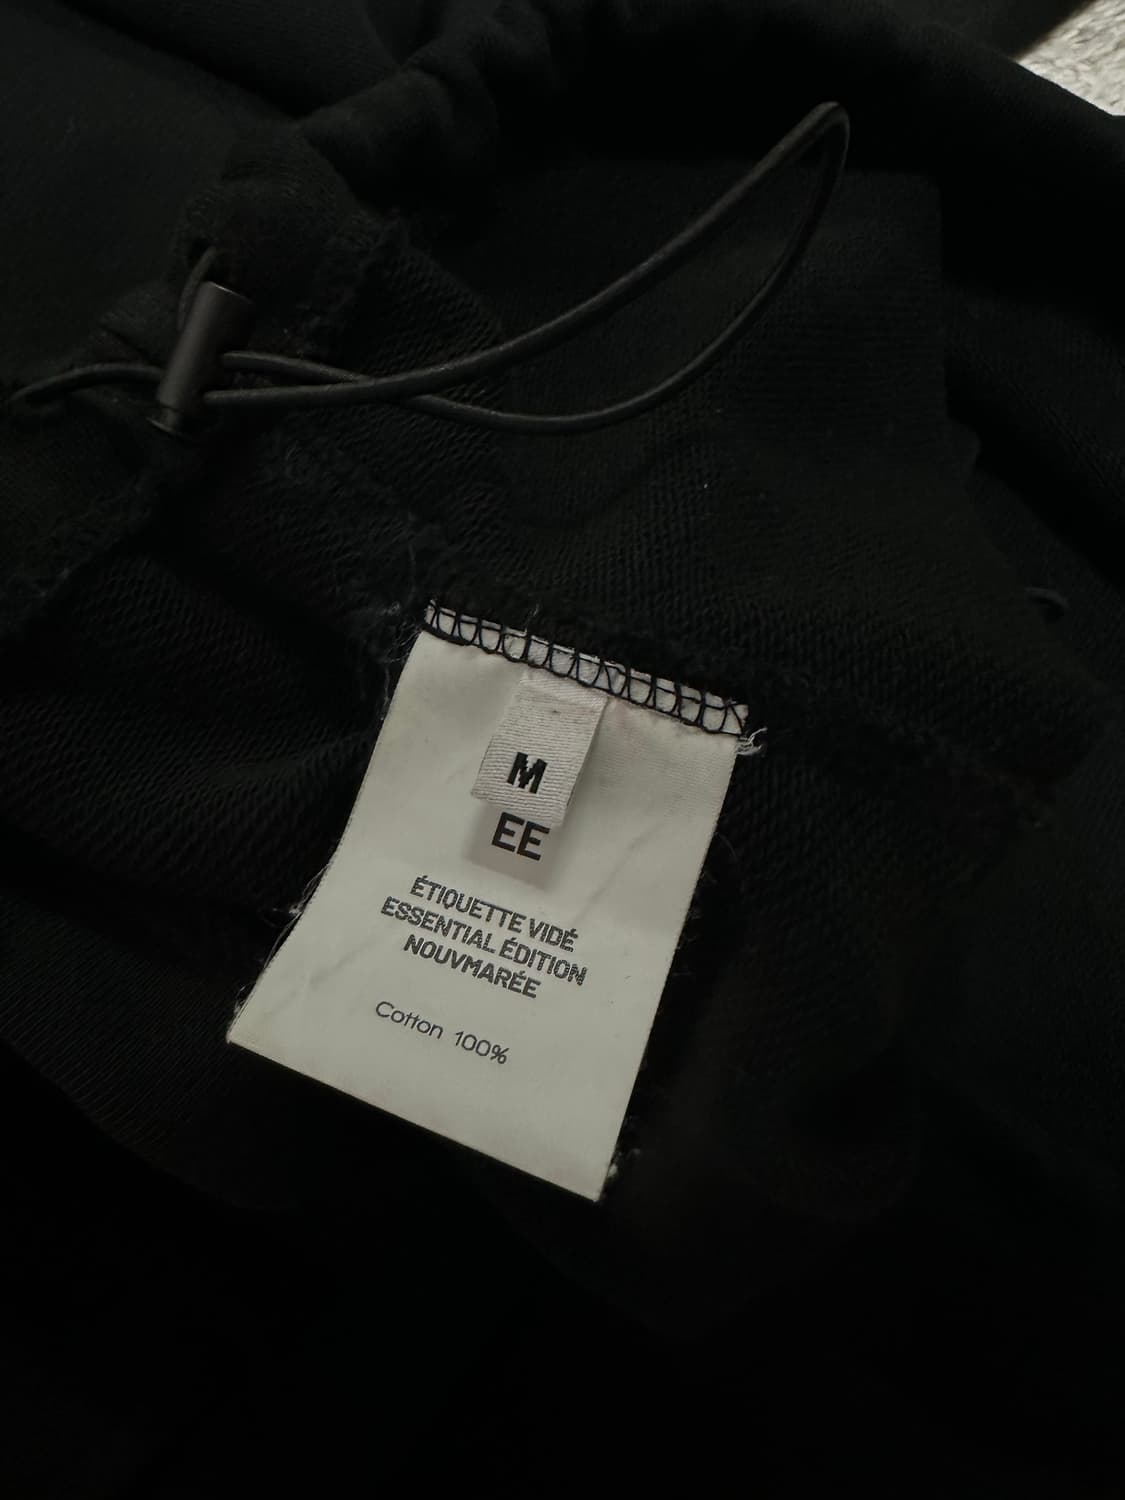 M
EE
ÉTIQUETTE VIDÉ
ESSENTIAL ÉDITION
NOUVMARÉE
Cotton 100%